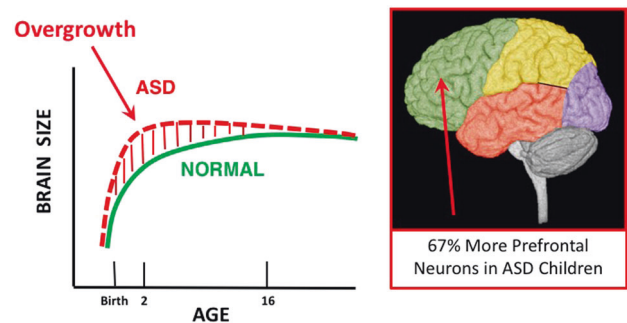 Overgrowth
ASD
NORMAL
BRAIN SIZE
Birth 2 16
AGE
67% More Prefrontal
Neurons in ASD Children